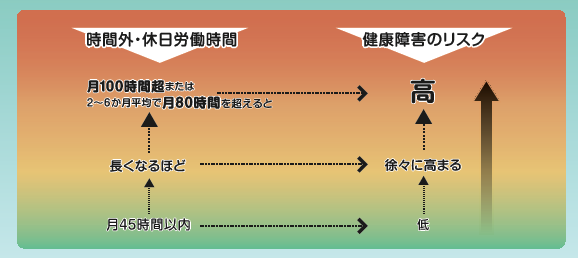 時間外・休日労働時間
健康障害のリスク
月100時間超または
2～6か月平均で月80時間を超えると
高
長くなるほど
徐々に高まる
月45時間以内
低